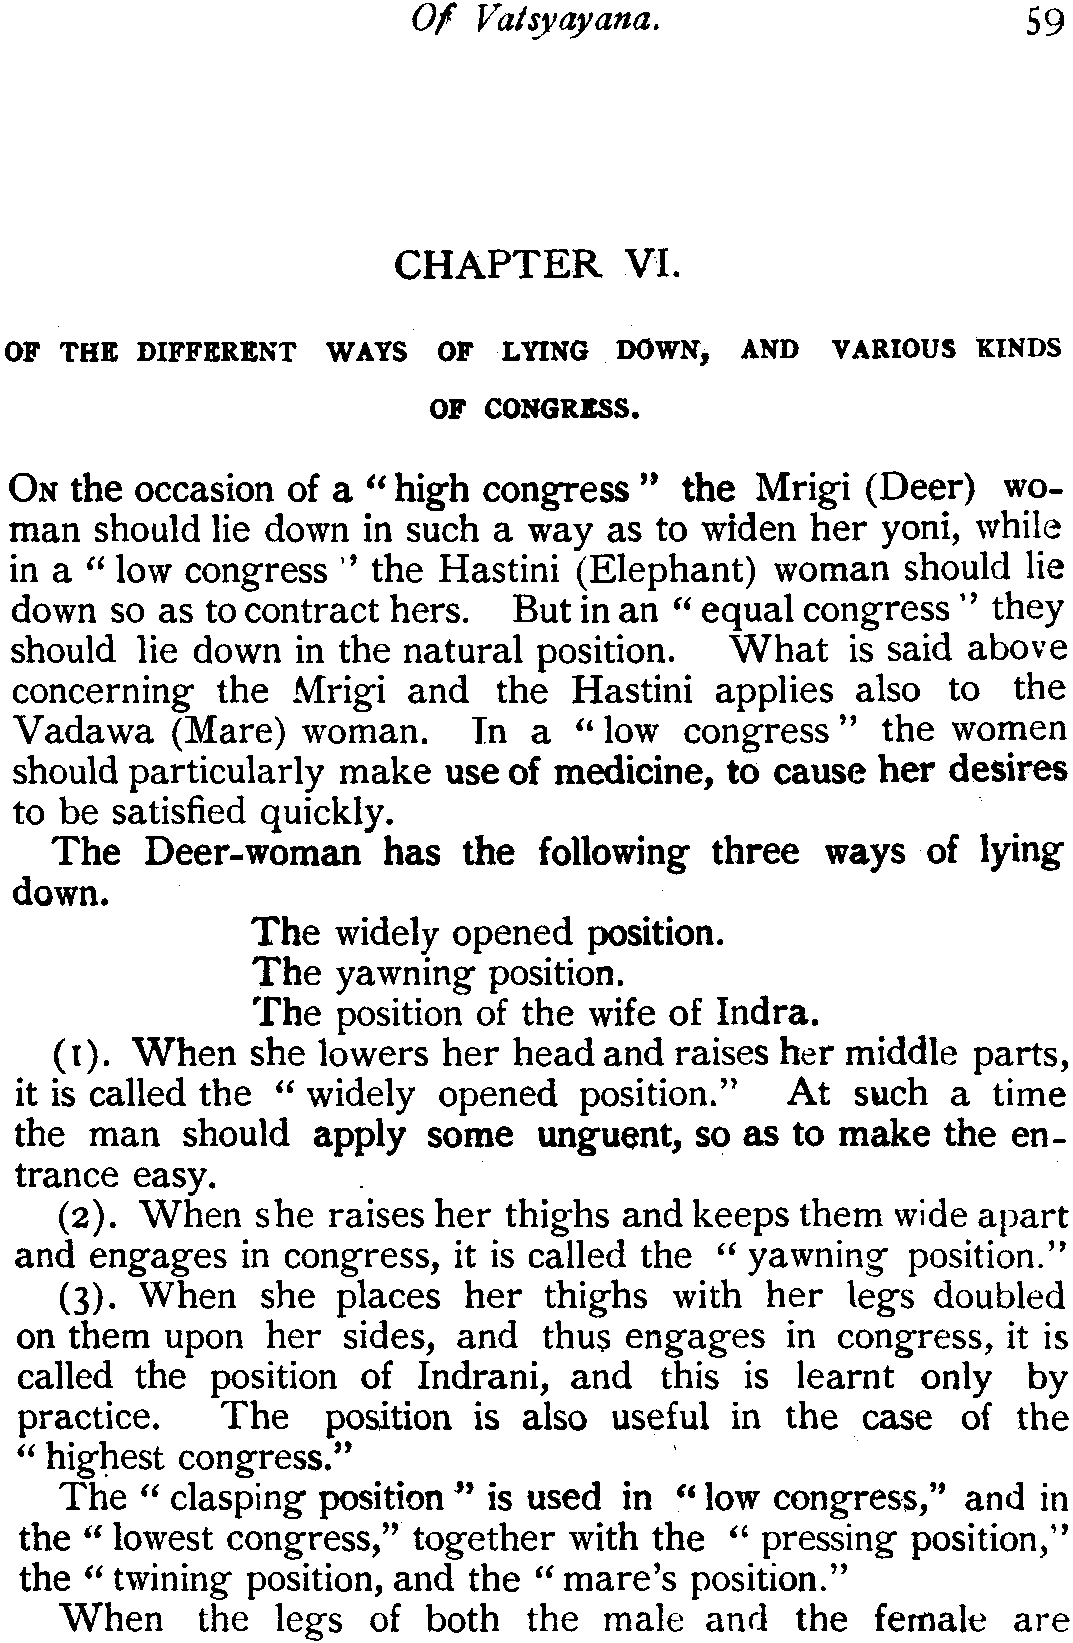 Of Vatsyayana. 59
CHAPTER VI.
OF THE DIFFERENT WAYS OF LYING DOWN, AND VARIOUS KINDS
OF CONGRESS.
ON the occasion of a “ high congress ” the Mrigi (Deer) wo-
man should lie down in such a way as to widen her yoni, while
in a “ low congress ” the Hastini (Elephant) woman should lie
down so as to contract hers. But in an “ equal congress ” they
should lie down in the natural position. What is said above
concerning the Mrigi and the Hastini applies also to the
Vadawa (Mare) woman. In a “ low congress ” the women
should particularly make use of medicine, to cause her desires
to be satisfied quickly.
The Deer-woman has the following three ways of lying
down.
The widely opened position.
The yawning position.
The position of the wife of Indra.
(1). When she lowers her head and raises her middle parts,
it is called the “ widely opened position.” At such a time
the man should apply some unguent, so as to make the en-
trance easy.
(2). When she raises her thighs and keeps them wide apart
and engages in congress, it is called the “ yawning position.”
(3). When she places her thighs with her legs doubled
on them upon her sides, and thus engages in congress, it is
called the position of Indrani, and this is learnt only by
practice. The position is also useful in the case of the
“ highest congress.”
The “ clasping position ” is used in “ low congress,” and in
the “ lowest congress,” together with the “ pressing position,”
the “ twining position, and the “ mare’s position.”
When the legs of both the male and the female are